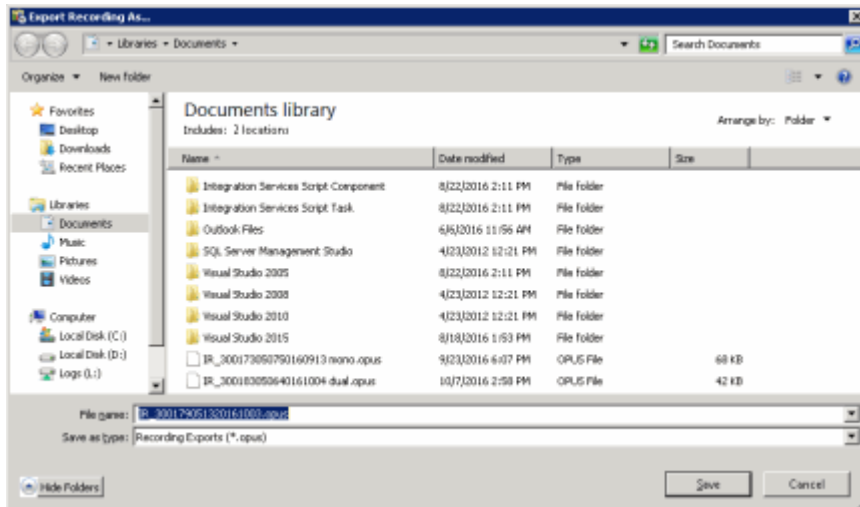 Export Recording As...
Libraries Documents
Search Documents
Organize New folder
Favorites
Desktop
Downloads
Recent Places
Libraries
Documents
Music
Pictures
Videos
Computer
Local Disk (C:)
Local Disk (D:)
Logs (L:)
Documents library
Includes: 2 locations
Arrange by: Folder
Name Date modified Type Size
Integration Services Script Component 8/22/2016 2:11 PM File folder
Integration Services Script Task 8/22/2016 2:11 PM File folder
Outlook Files 6/6/2016 11:56 AM File folder
SQL Server Management Studio 4/23/2012 12:21 PM File folder
Visual Studio 2005 8/22/2016 2:11 PM File folder
Visual Studio 2008 4/23/2012 12:21 PM File folder
Visual Studio 2010 4/23/2012 12:21 PM File folder
Visual Studio 2015 8/18/2016 1:53 PM File folder
IR_300173050750160913 mono.opus 9/23/2016 6:07 PM OPUS File 68 KB
IR_300183050640161004 dual.opus 10/7/2016 2:58 PM OPUS File 42 KB
File name: IR_300179051320161003.opus
Save as type: Recording Exports (*.opus)
Hide Folders
Save Cancel